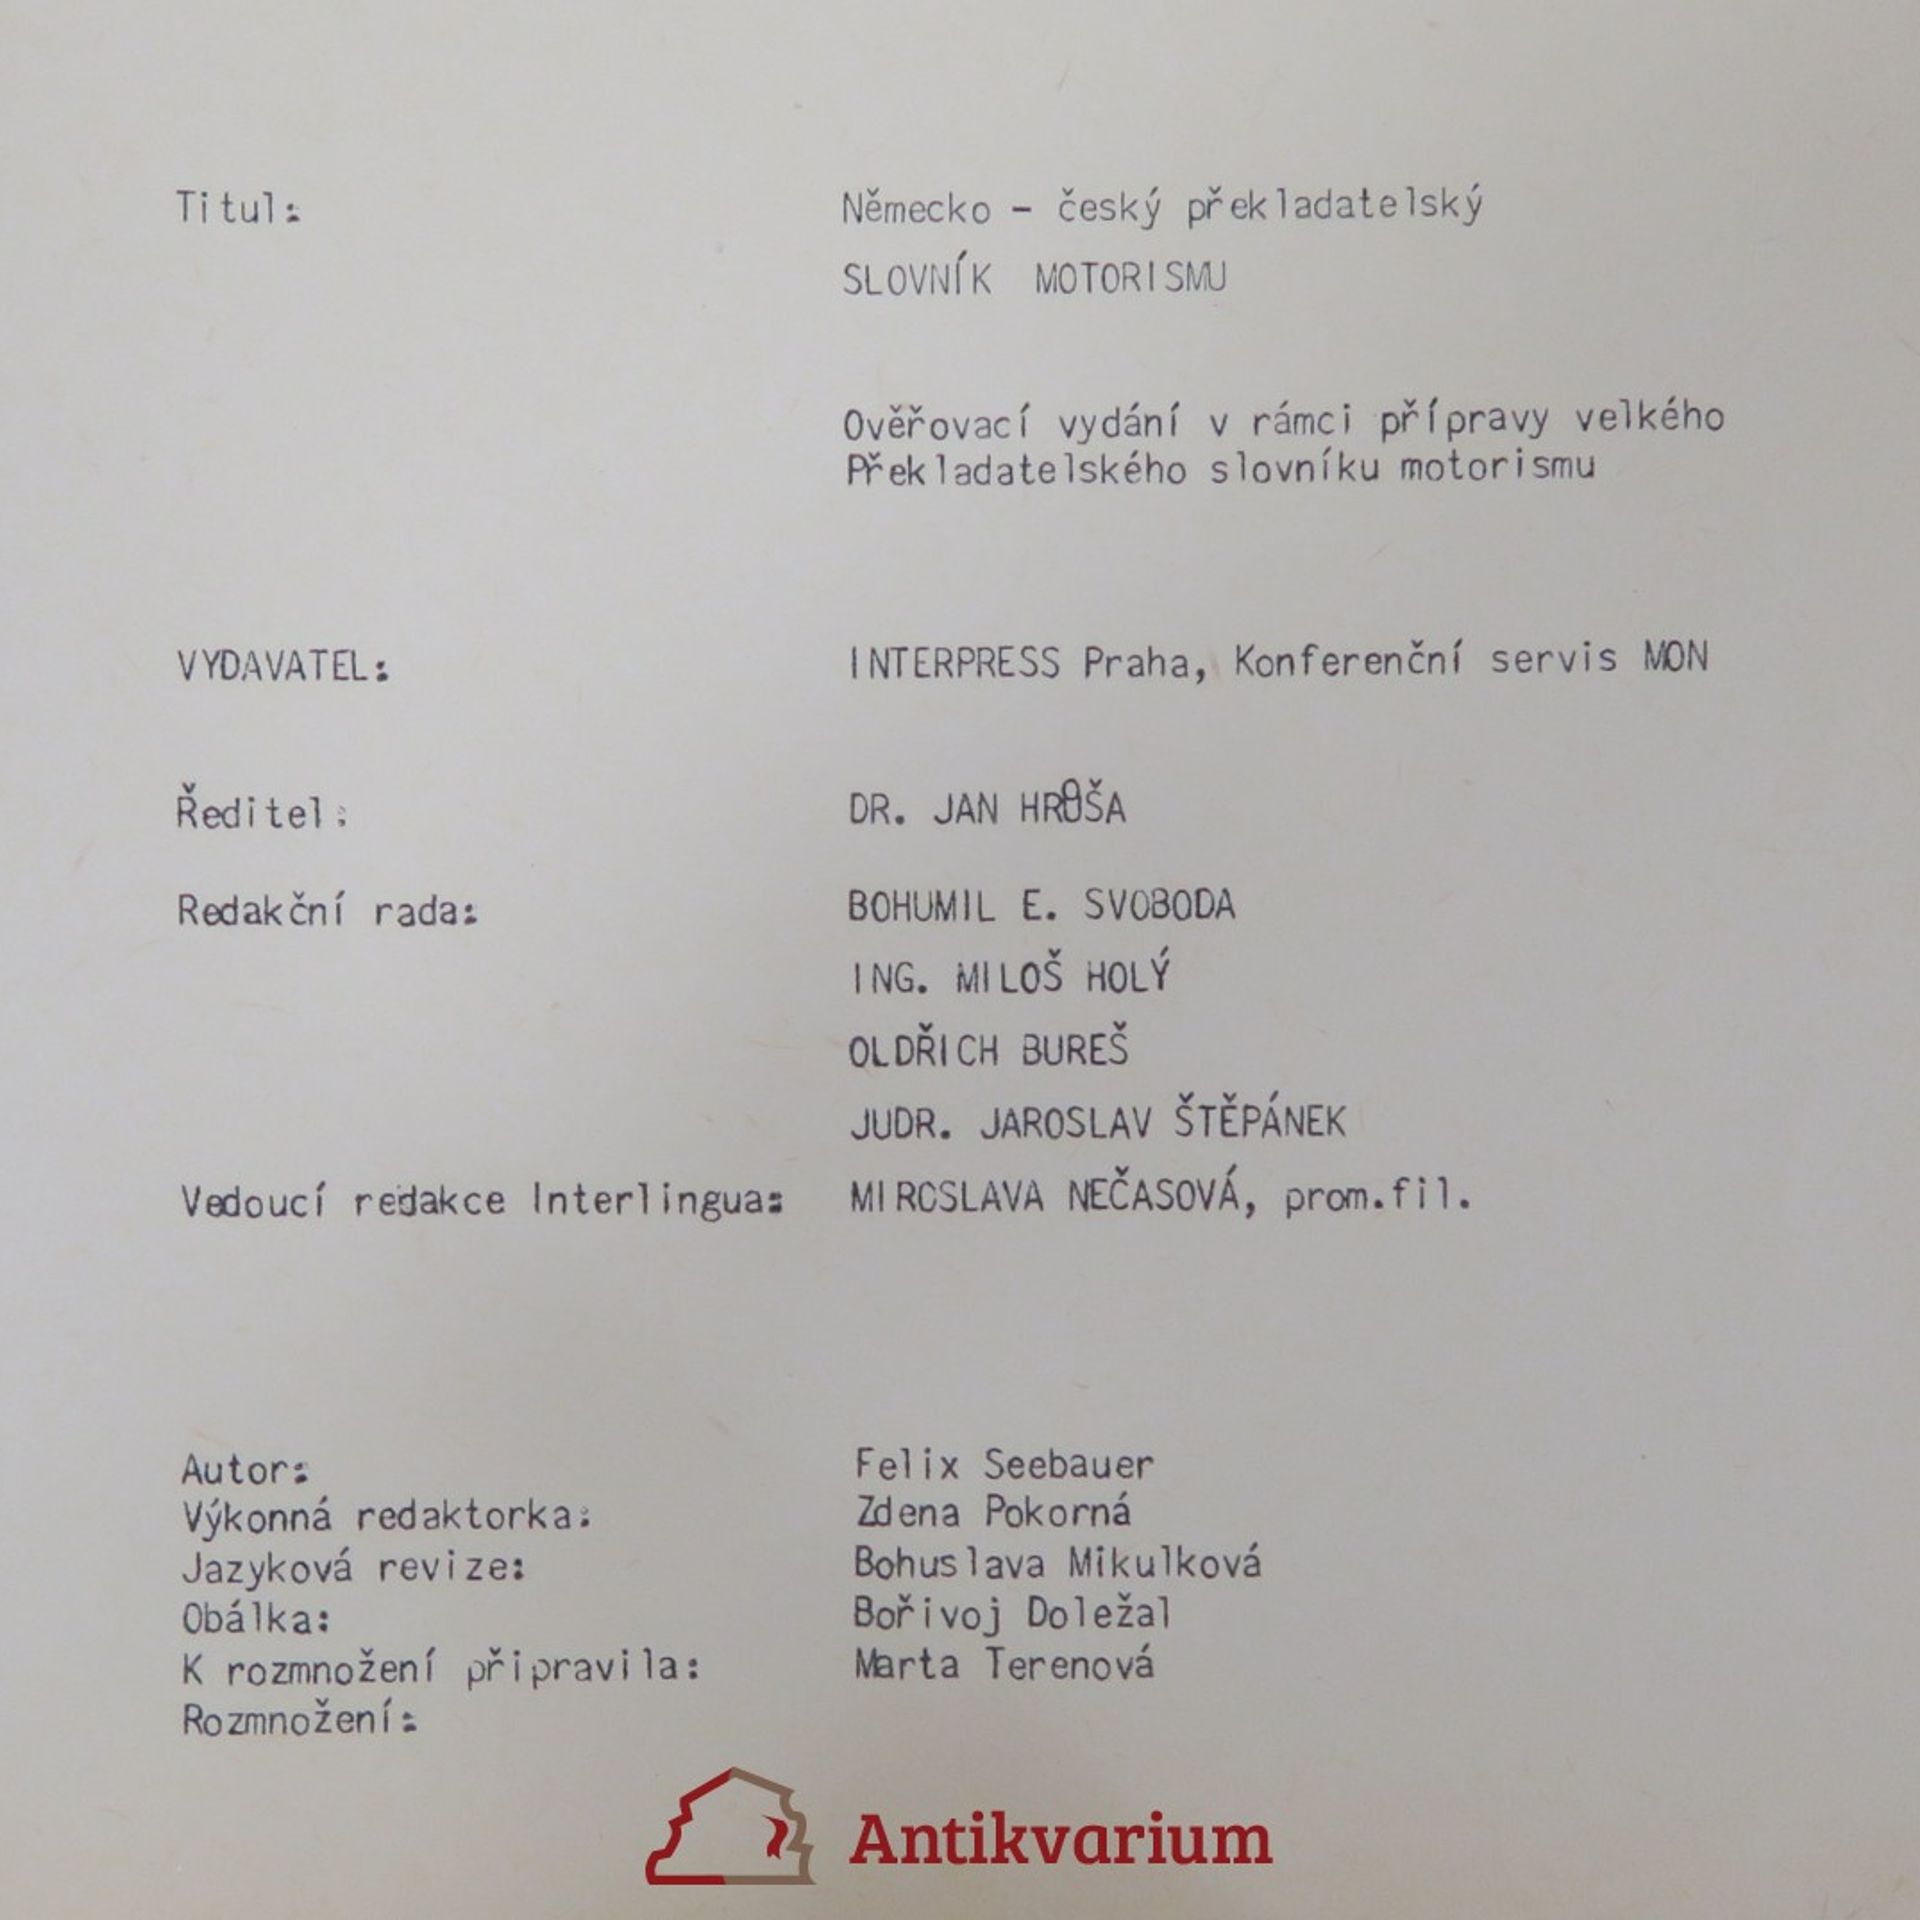 Titul: Německo - český překladatelský
SLOVNÍK MOTORISMU
Ověřovací vydání v rámci přípravy velkého
Překladatelského slovníku motorismu
VYDAVATEL: INTERPRESS Praha, Konferenční servis MON
Ředitel: DR. JAN HRŮŠA
Redakční rada: BOHUMIL E. SVOBODA
ING. MILOŠ HOLÝ
OLDŘICH BUREŠ
JUDR. JAROSLAV ŠTĚPÁNEK
Vedoucí redakce Interlingua: MIROSLAVA NEČASOVÁ, prom.fil.
Autor: Felix Seebauer
Výkonná redaktorka: Zdena Pokorná
Jazyková revize: Bohuslava Mikulková
Obálka: Bořivoj Doležal
K rozmnožení připravila: Marta Terenová
Rozmnožení:
Antikvarium